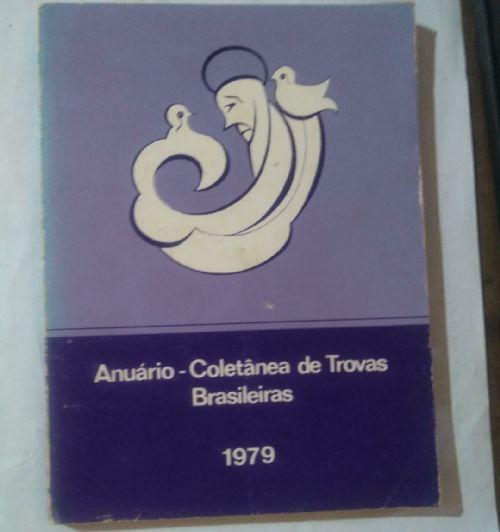 Anuário - Coletânea de Trovas
Brasileiras
1979